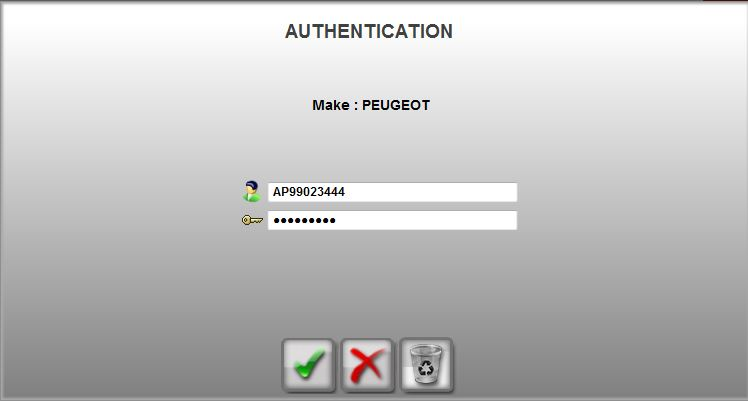 AUTHENTICATION
Make : PEUGEOT
AP99023444
●●●●●●●●●